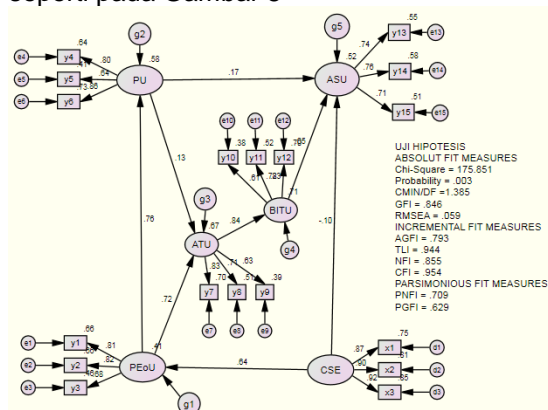 g2
g5
.55
e4
y4
.64
.58
.52
.74
y13
e13
.80
.58
e5
y5
.64
PU
.17
ASU
.76
y14
e14
e6
y6
.86
.71
.51
y15
e15
e10
e11
e12
.38
.52
y10
y11
y12
.61
.71
BITU
g4
.13
g3
.67
.84
ATU
.63
.39
.83
.70
.71
.51
y7
y8
y9
e7
e8
e9
.76
.72
-.10
UJI HIPOTESIS
ABSOLUT FIT MEASURES
Chi-Square = 175.851
Probability = .003
CMIN/DF =1.385
GFI = .846
RMSEA = .059
INCREMENTAL FIT MEASURES
AGFI = .793
TLI = .944
NFI = .855
CFI = .954
PARSIMONIOUS FIT MEASURES
PNFI = .709
PGFI = .629
e1
y1
.66
.81
e2
y2
.82
e3
y3
.68
PEoU
.41
g1
.64
CSE
.75
.87
x1
d1
.81
.90
x2
d2
.85
.92
x3
d3